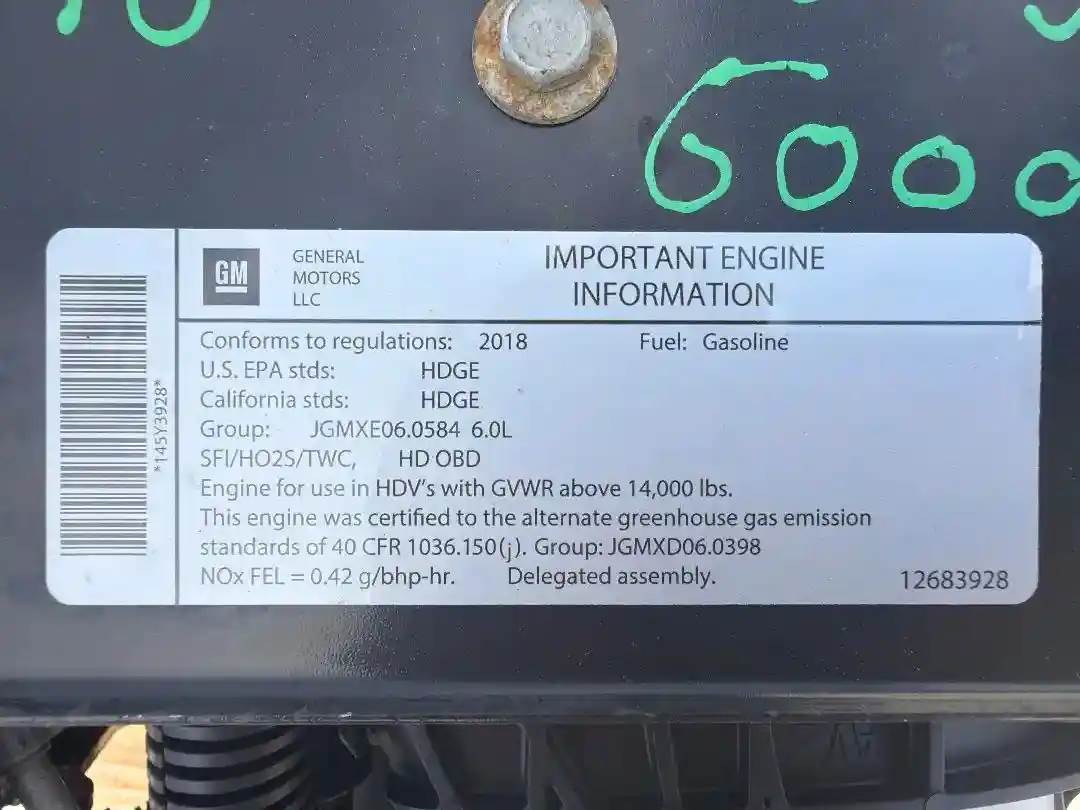 6000
*145Y3928*
GM
GENERAL
MOTORS
LLC
IMPORTANT ENGINE
INFORMATION
Conforms to regulations: 2018 Fuel: Gasoline
U.S. EPA stds: HDGE
California stds: HDGE
Group: JGMXE06.0584 6.0L
SFI/HO2S/TWC, HD OBD
Engine for use in HDV's with GVWR above 14,000 lbs.
This engine was certified to the alternate greenhouse gas emission
standards of 40 CFR 1036.150(j). Group: JGMXD06.0398
NOx FEL = 0.42 g/bhp-hr. Delegated assembly.
12683928